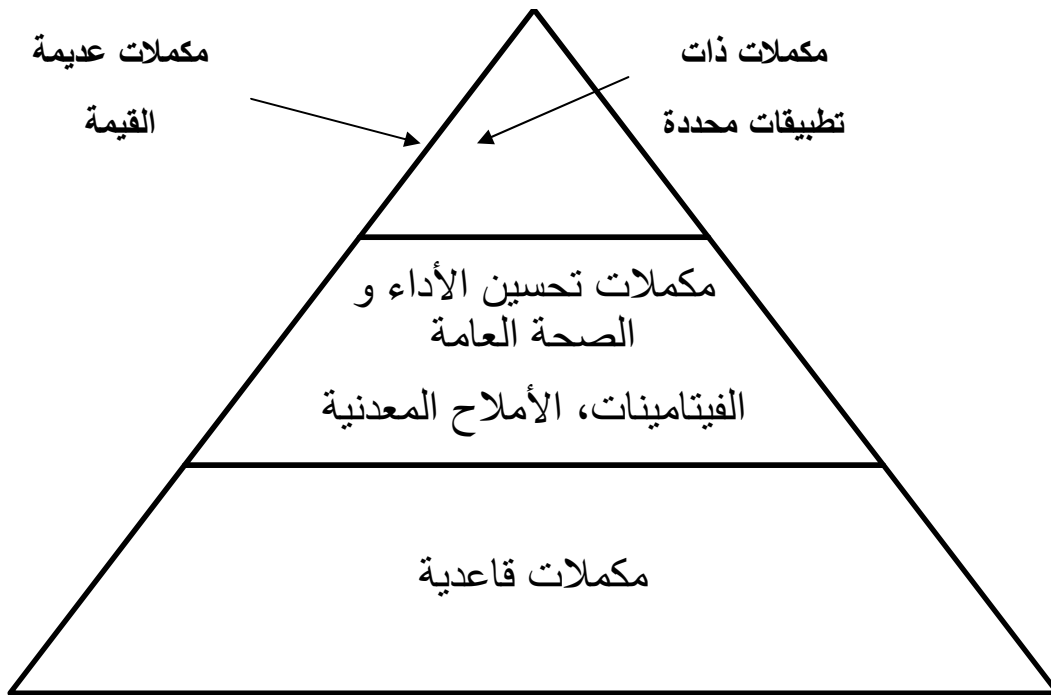 مكملات ذات
تطبيقات محددة
مكملات عديمة
القيمة
مكملات تحسين الأداء و
الصحة العامة
الفيتامينات، الأملاح المعدنية
مكملات قاعدية